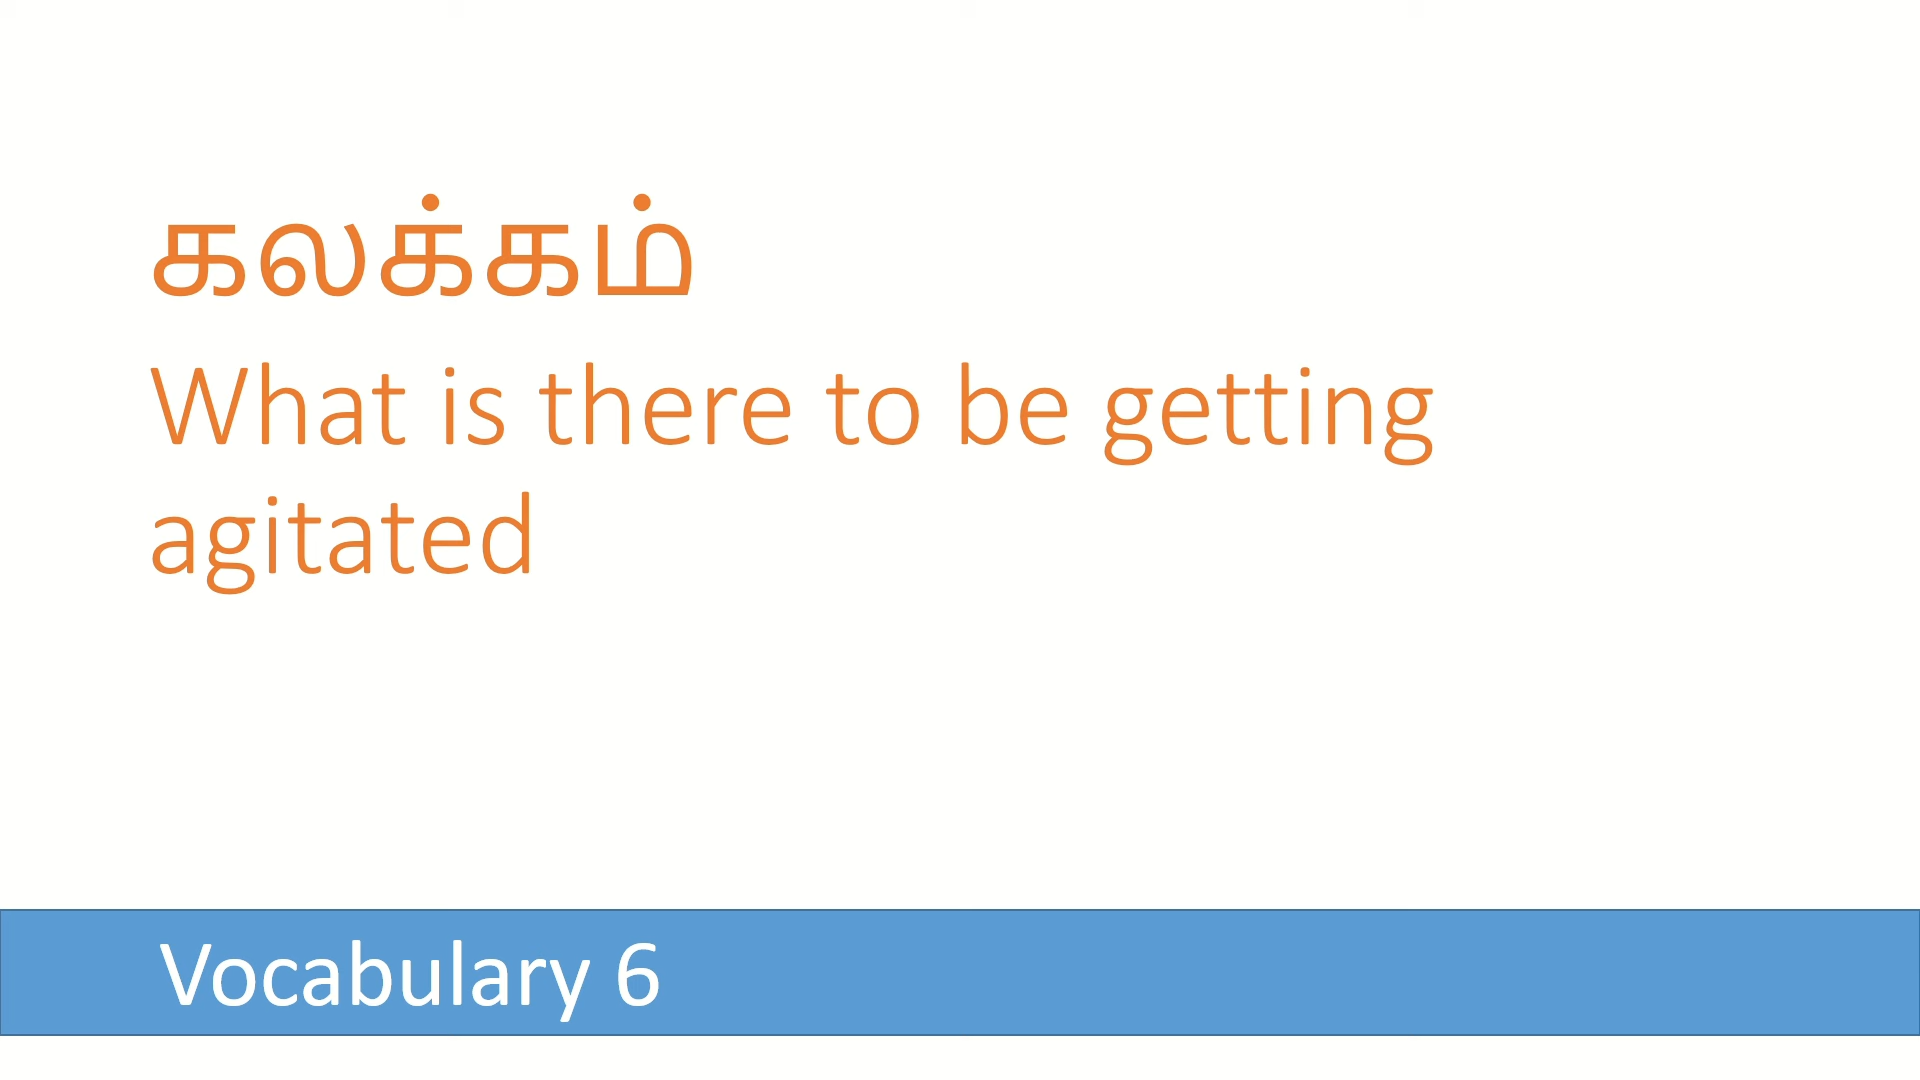 கலக்கம்
What is there to be getting
agitated
Vocabulary 6